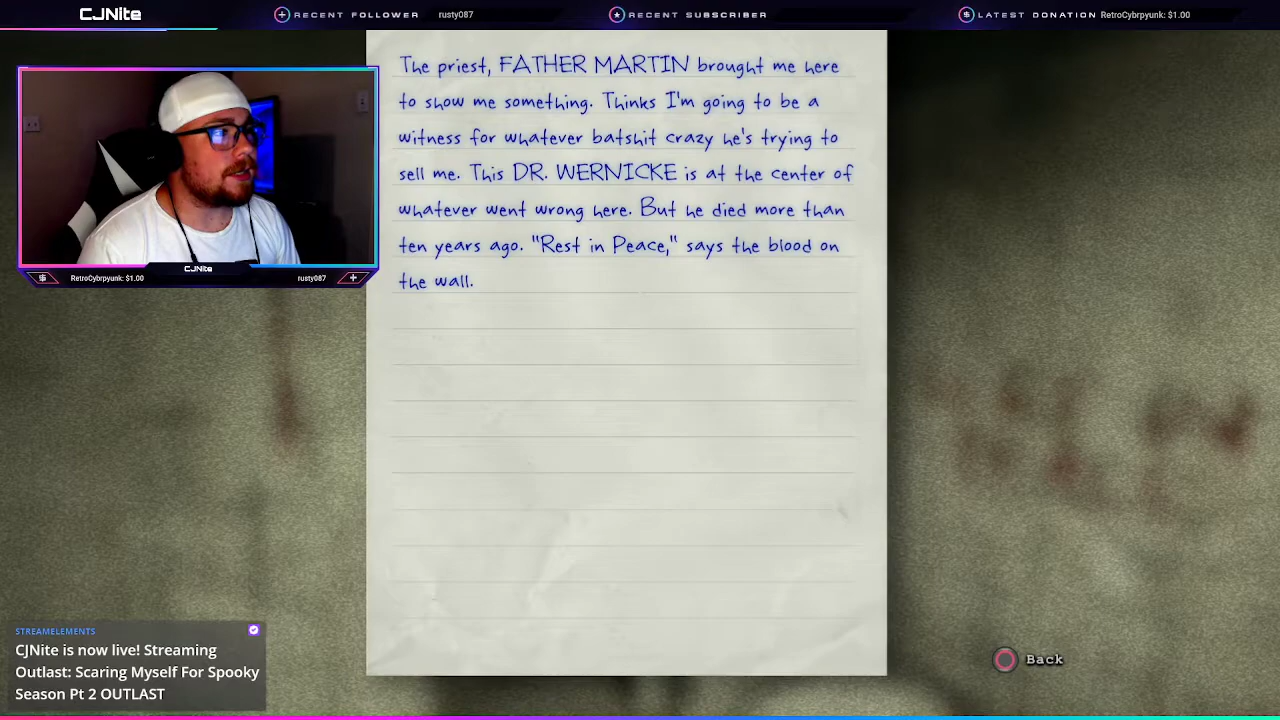 CJNite
RECENT FOLLOWER rusty087
RECENT SUBSCRIBER
LATEST DONATION RetroCybrpyunk: $1.00
The priest, FATHER MARTIN brought me here
to show me something. Thinks I'm going to be a
witness for whatever batshit crazy he's trying to
sell me. This DR. WERNICKE is at the center of
whatever went wrong here. But he died more than
ten years ago. "Rest in Peace," says the blood on
the wall.
CJNite
RetroCybrpyunk: $1.00
rusty087
STREAMELEMENTS
CJNite is now live! Streaming
Outlast: Scaring Myself For Spooky
Season Pt 2 OUTLAST
Back